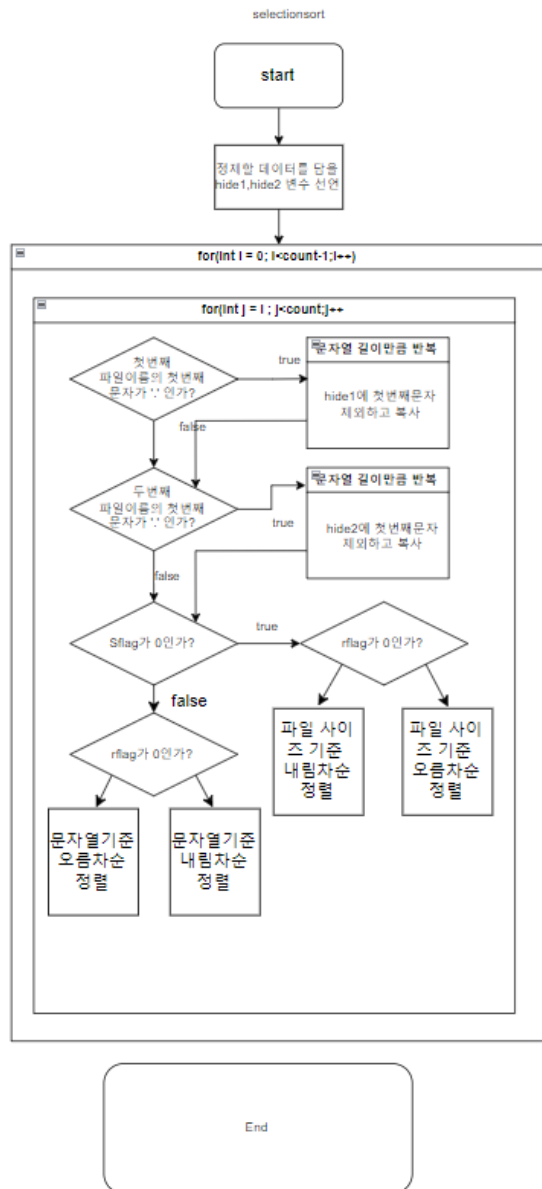 selectionsort
start
정제할 데이터를 담을
hide1,hide2 변수 선언
for(int i = 0; i<count-1;i++)
for(int j = i ; j<count;j++
첫번째
파일이름의 첫번째
문자가 '.' 인가?
true
문자열 길이만큼 반복
hide1에 첫번째문자
제외하고 복사
false
두번째
파일이름의 첫번째
문자가 '.' 인가?
true
문자열 길이만큼 반복
hide2에 첫번째문자
제외하고 복사
false
Sflag가 0인가?
true
rflag가 0인가?
false
파일 사이
즈 기준
내림차순
정렬
파일 사이
즈 기준
오름차순
정렬
rflag가 0인가?
문자열기준
오름차순
정렬
문자열기준
내림차순
정렬
End